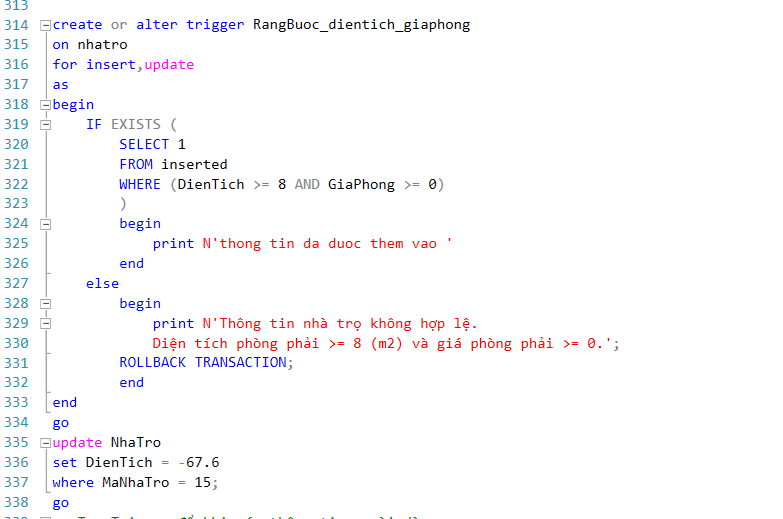 313
314 create or alter trigger RangBuoc_dientich_giaphong
315 on nhatro
316 for insert,update
317 as
318 begin
319 IF EXISTS (
320 SELECT 1
321 FROM inserted
322 WHERE (DienTich >= 8 AND GiaPhong >= 0)
323 )
324 begin
325 print N'thong tin da duoc them vao '
326 end
327 else
328 begin
329 print N'Thông tin nhà trọ không hợp lệ.
330 Diện tích phòng phải >= 8 (m2) và giá phòng phải >= 0.';
331 ROLLBACK TRANSACTION;
332 end
333 end
334 go
335 update NhaTro
336 set DienTich = -67.6
337 where MaNhaTro = 15;
338 go